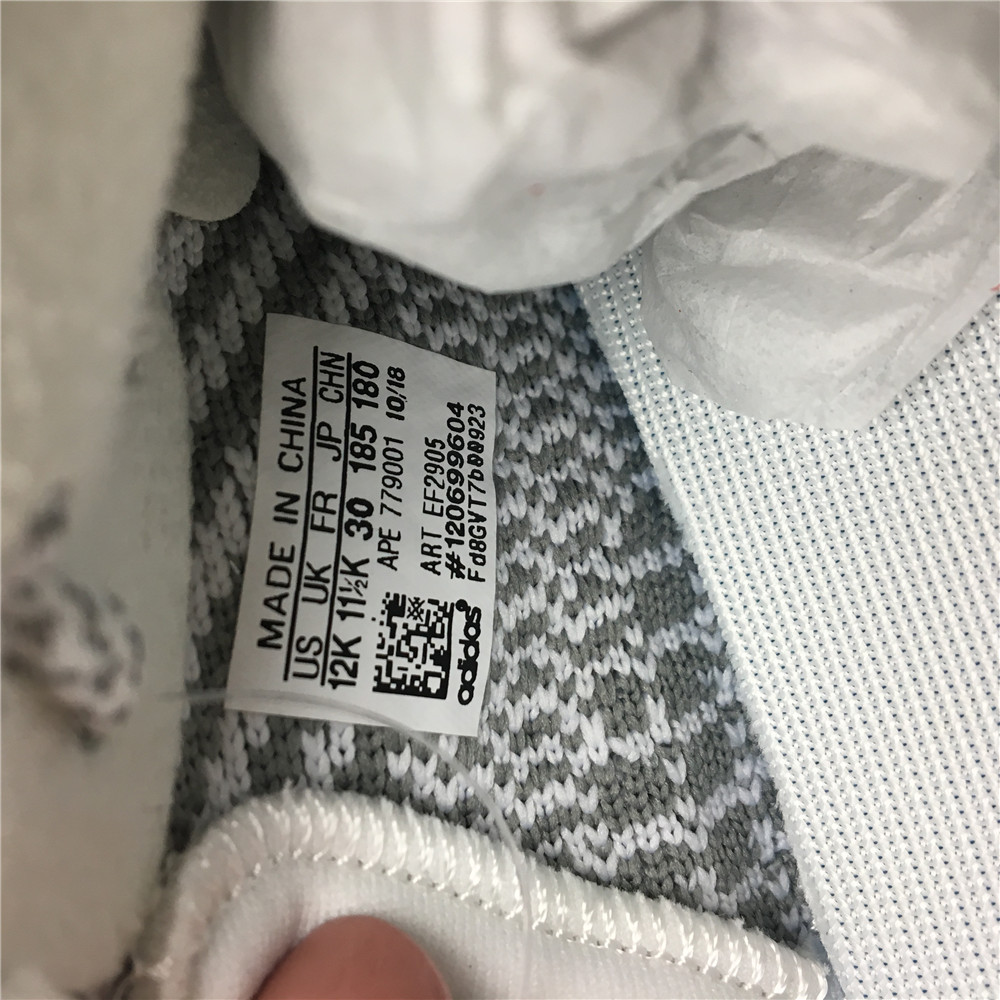 MADE IN CHINA
US UK FR JP CHN
12K 11½K 30 185 180
APE 779001 10/18
ART EF2905
#120699604
adidas®